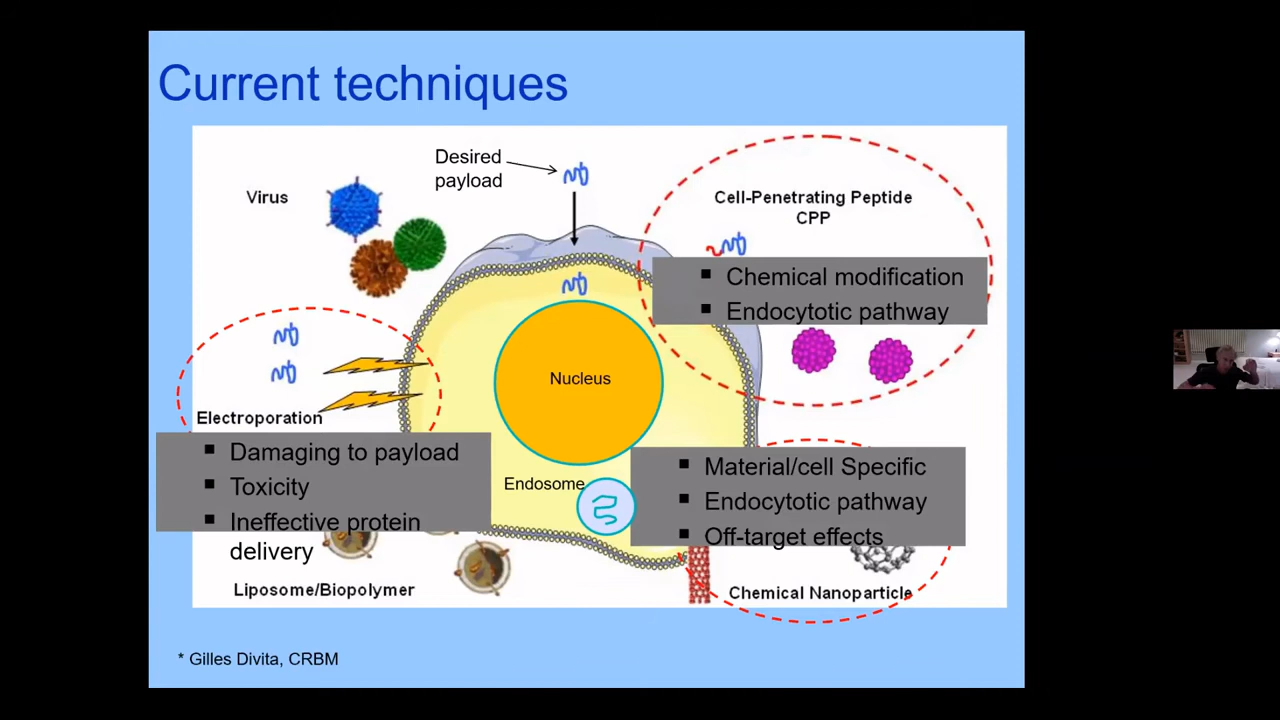 Current techniques
Desired
payload
Virus
Cell-Penetrating Peptide
CPP
▪ Chemical modification
▪ Endocytotic pathway
Nucleus
Electroporation
▪ Damaging to payload
▪ Toxicity
▪ Ineffective protein
delivery
Endosome
▪ Material/cell Specific
▪ Endocytotic pathway
▪ Off-target effects
Liposome/Biopolymer
Chemical Nanoparticle
* Gilles Divita, CRBM